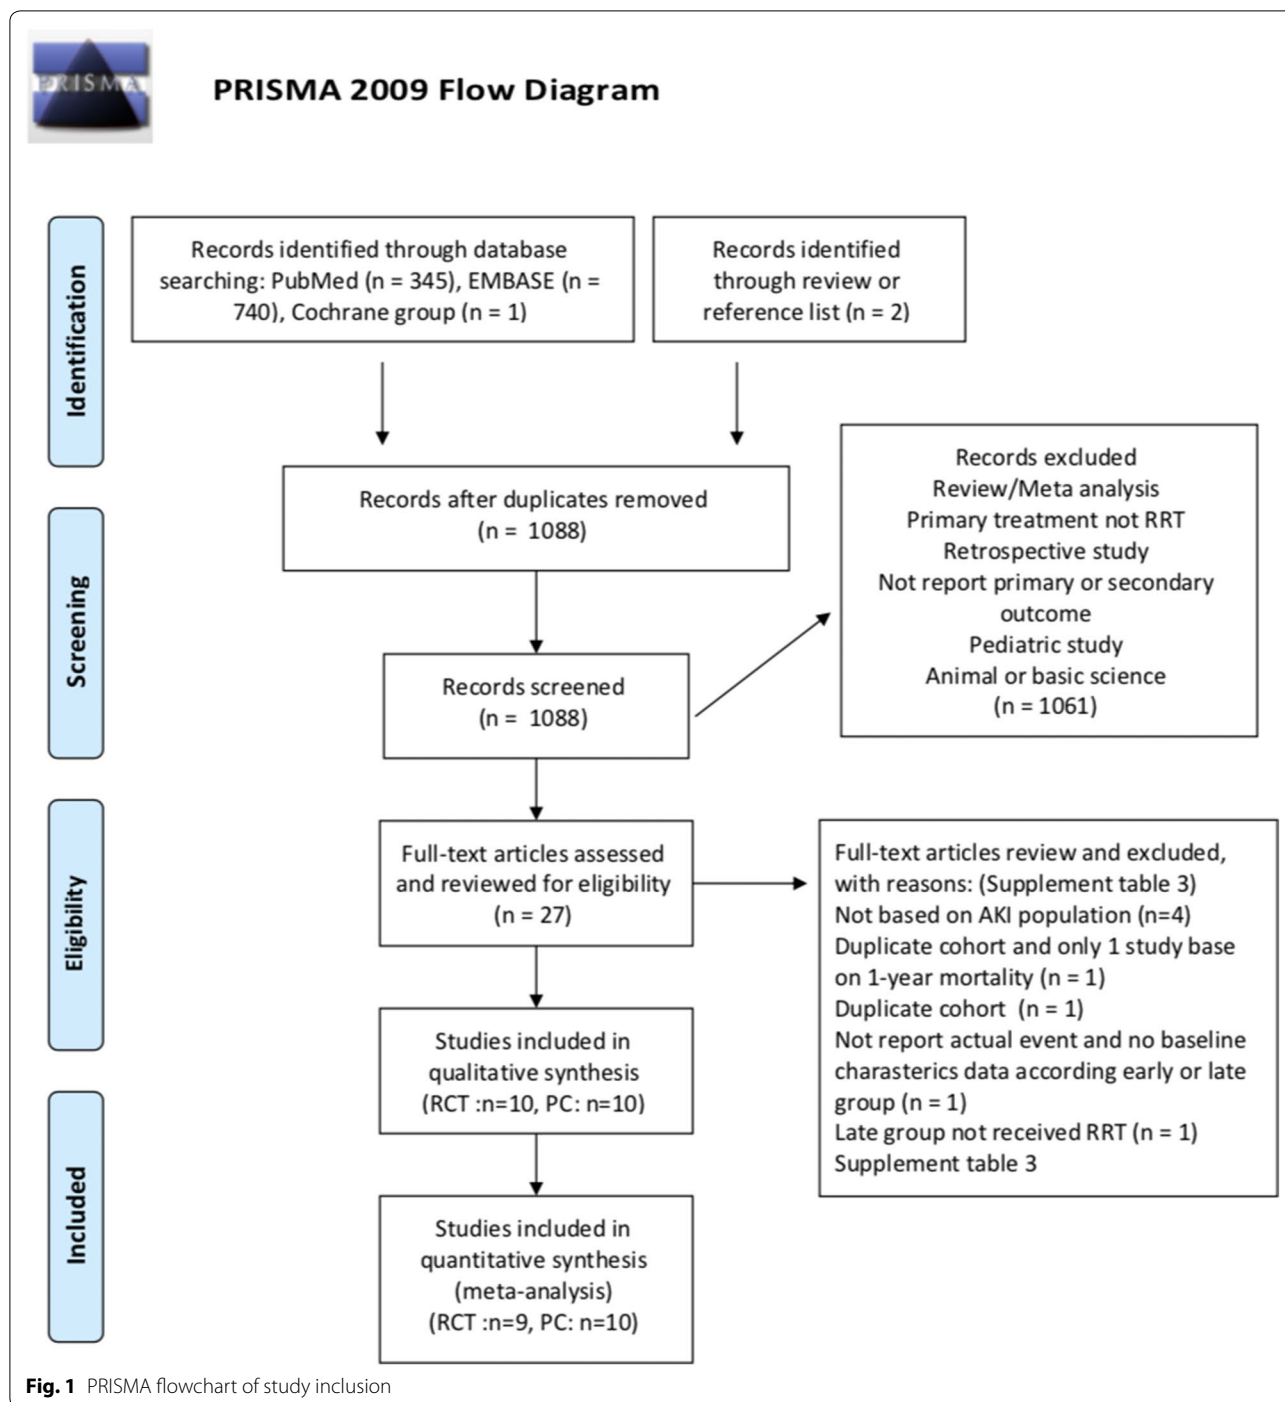 PRISMA
PRISMA 2009 Flow Diagram
Identification
Records identified through database
searching: PubMed (n = 345), EMBASE (n =
740), Cochrane group (n = 1)
Records identified
through review or
reference list (n = 2)
Records after duplicates removed
(n = 1088)
Screening
Records screened
(n = 1088)
Records excluded
Review/Meta analysis
Primary treatment not RRT
Retrospective study
Not report primary or secondary
outcome
Pediatric study
Animal or basic science
(n = 1061)
Eligibility
Full-text articles assessed
and reviewed for eligibility
(n = 27)
Full-text articles review and excluded,
with reasons: (Supplement table 3)
Not based on AKI population (n=4)
Duplicate cohort and only 1 study base
on 1-year mortality (n = 1)
Duplicate cohort (n = 1)
Not report actual event and no baseline
charasterics data according early or late
group (n = 1)
Late group not received RRT (n = 1)
Supplement table 3
Studies included in
qualitative synthesis
(RCT :n=10, PC: n=10)
Included
Studies included in
quantitative synthesis
(meta-analysis)
(RCT :n=9, PC: n=10)
Fig. 1 PRISMA flowchart of study inclusion